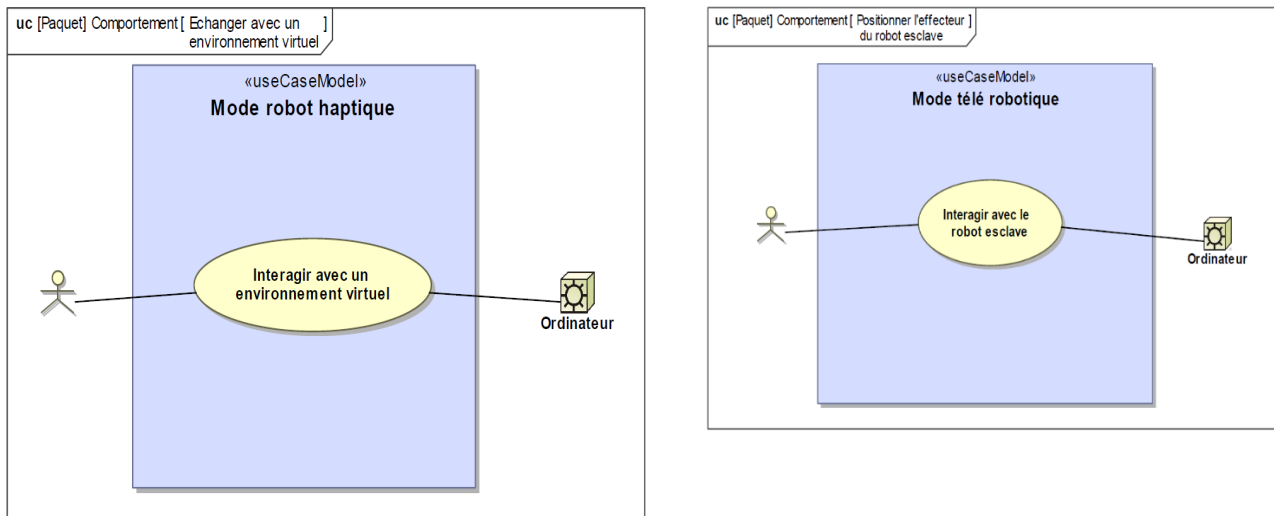 uc [Paquet] Comportement [ Echanger avec un ]
environnement virtuel
«useCaseModel»
Mode robot haptique
Interagir avec un
environnement virtuel
Ordinateur
uc [Paquet] Comportement [ Positionner l'effecteur ]
du robot esclave
«useCaseModel»
Mode télé robotique
Interagir avec le
robot esclave
Ordinateur